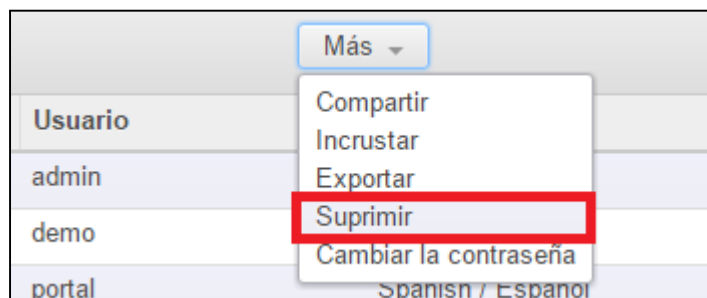 Más
Usuario
Compartir
Incrustar
admin
Exportar
Suprimir
demo
Cambiar la contraseña
portal Spanish / Español